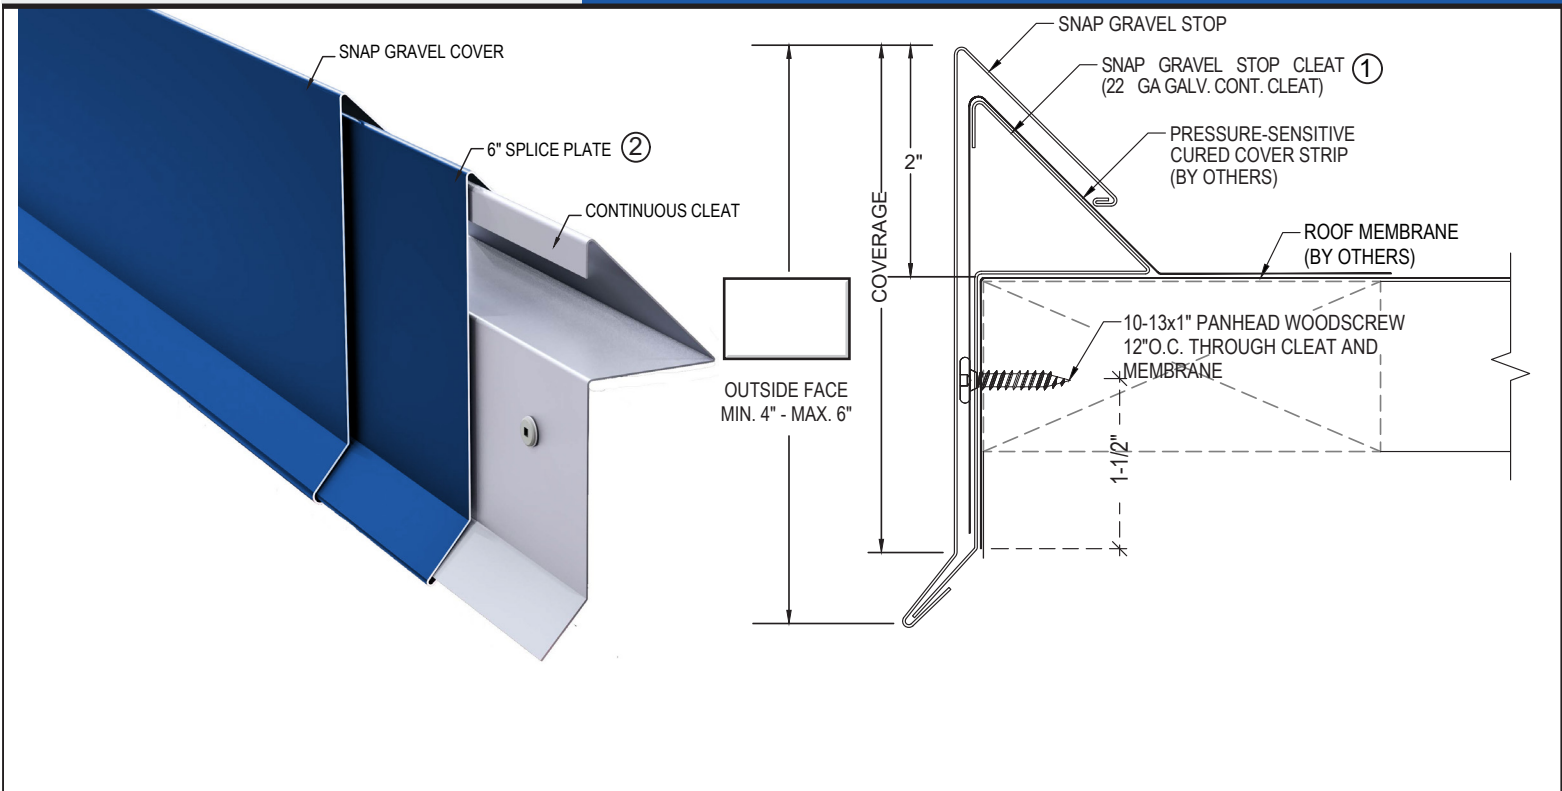 SNAP GRAVEL COVER
6" SPLICE PLATE 2
CONTINUOUS CLEAT
OUTSIDE FACE
MIN. 4" - MAX. 6"
COVERAGE
2"
SNAP GRAVEL STOP
SNAP GRAVEL STOP CLEAT 1
(22 GA GALV. CONT. CLEAT)
PRESSURE-SENSITIVE
CURED COVER STRIP
(BY OTHERS)
ROOF MEMBRANE
(BY OTHERS)
10-13x1" PANHEAD WOODSCREW
12"O.C. THROUGH CLEAT AND
MEMBRANE
1-1/2"